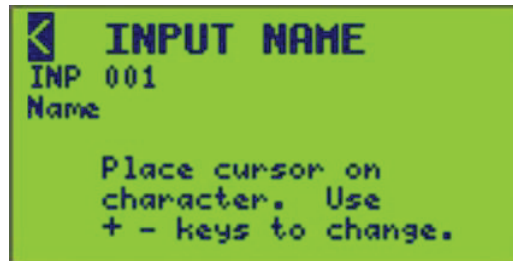 < INPUT NAME
INP 001
Name
Place cursor on
character. Use
+ - keys to change.